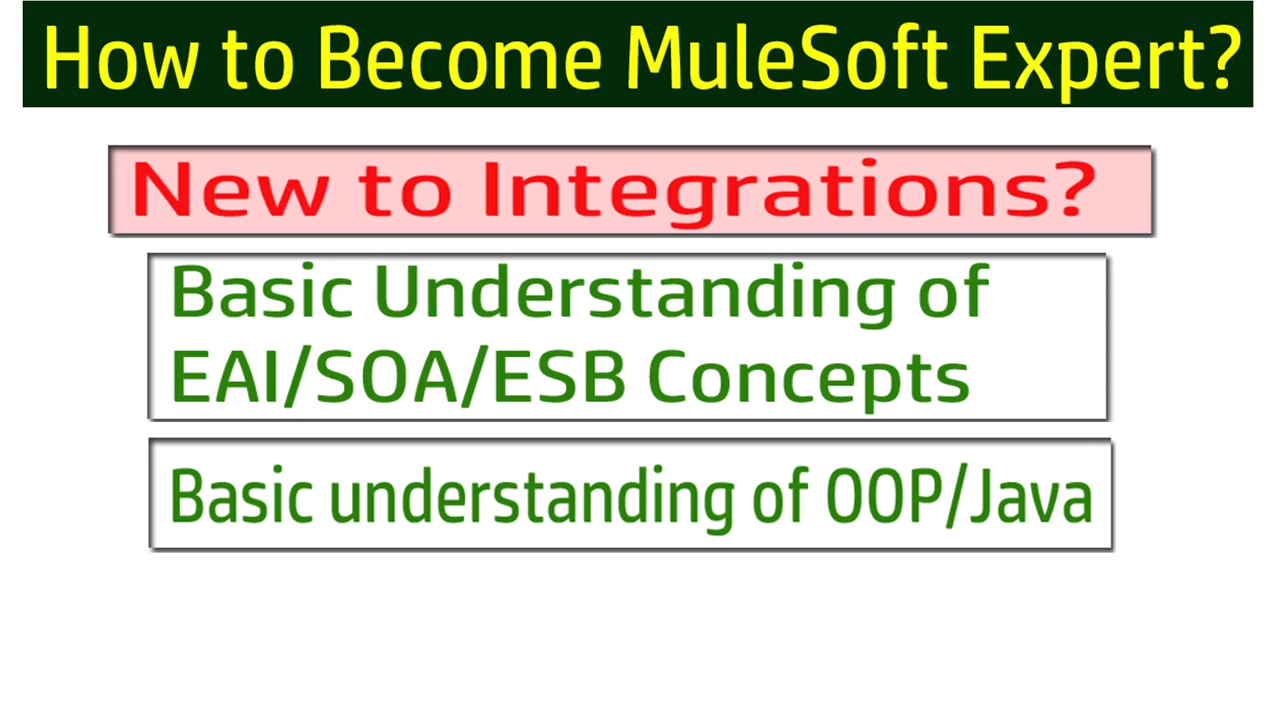 How to Become MuleSoft Expert?
New to Integrations?
Basic Understanding of
EAI/SOA/ESB Concepts
Basic understanding of OOP/Java